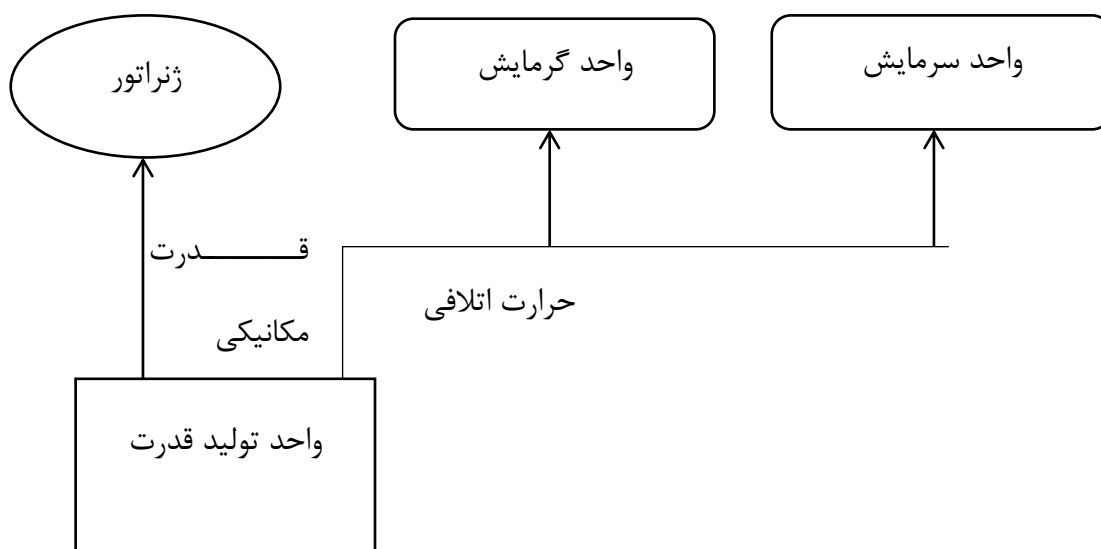 واحد سرمایش
واحد گرمایش
ژنراتور
قـــــــدرت
مکانیکی
حرارت اتلافی
واحد تولید قدرت